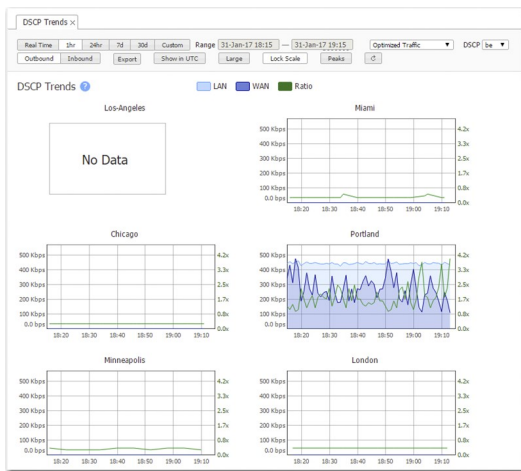 DSCP Trends ×
Real Time 1hr 24hr 7d 30d Custom Range 31-Jan-17 18:15 — 31-Jan-17 19:15 Optimized Traffic ▼ DSCP be ▼
Outbound Inbound Export Show in UTC Large Lock Scale Peaks
DSCP Trends ? LAN WAN Ratio
Los-Angeles
No Data
Miami
500 Kbps 4.2x
400 Kbps 3.3x
300 Kbps 2.5x
200 Kbps 1.7x
100 Kbps 0.8x
0.0 bps 0.0x
18:20 18:30 18:40 18:50 19:00 19:10
Chicago
500 Kbps 4.2x
400 Kbps 3.3x
300 Kbps 2.5x
200 Kbps 1.7x
100 Kbps 0.8x
0.0 bps 0.0x
18:20 18:30 18:40 18:50 19:00 19:10
Portland
500 Kbps 4.2x
400 Kbps 3.3x
300 Kbps 2.5x
200 Kbps 1.7x
100 Kbps 0.8x
0.0 bps 0.0x
18:20 18:30 18:40 18:50 19:00 19:10
Minneapolis
500 Kbps 4.2x
400 Kbps 3.3x
300 Kbps 2.5x
200 Kbps 1.7x
100 Kbps 0.8x
0.0 bps 0.0x
18:20 18:30 18:40 18:50 19:00 19:10
London
500 Kbps 4.2x
400 Kbps 3.3x
300 Kbps 2.5x
200 Kbps 1.7x
100 Kbps 0.8x
0.0 bps 0.0x
18:20 18:30 18:40 18:50 19:00 19:10